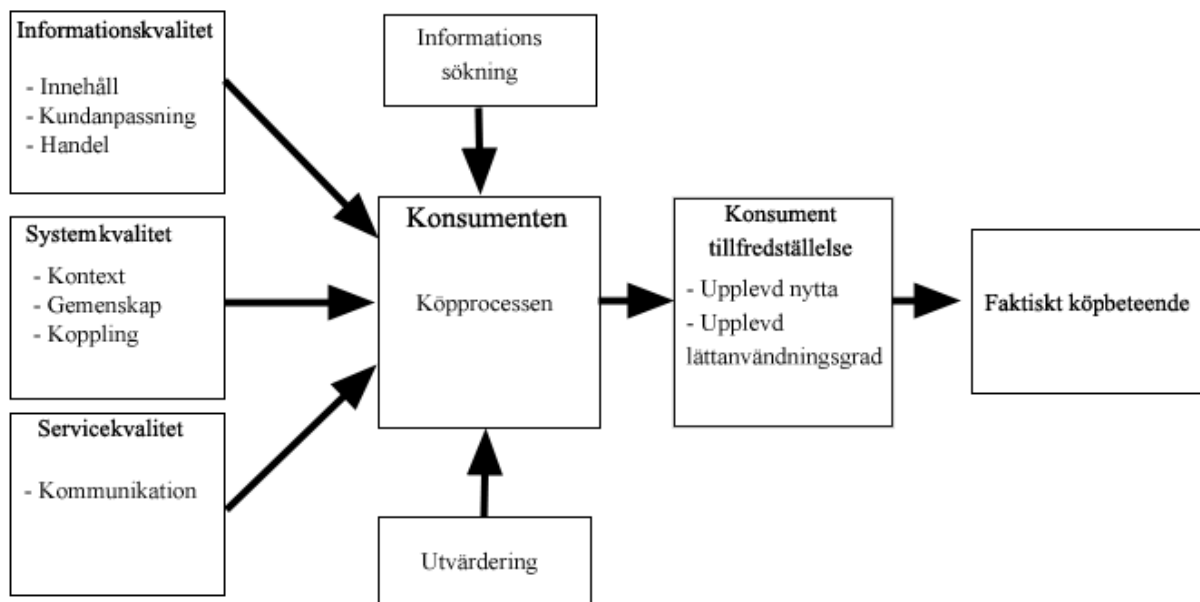 Informationskvalitet
- Innehåll
- Kundanpassning
- Handel
Systemkvalitet
- Kontext
- Gemenskap
- Koppling
Servicekvalitet
- Kommunikation
Informations
sökning
Konsumenten
Köpprocessen
Utvärdering
Konsument
tillfredställelse
- Upplevd nytta
- Upplevd
lättanvändningsgrad
Faktiskt köpbeteende